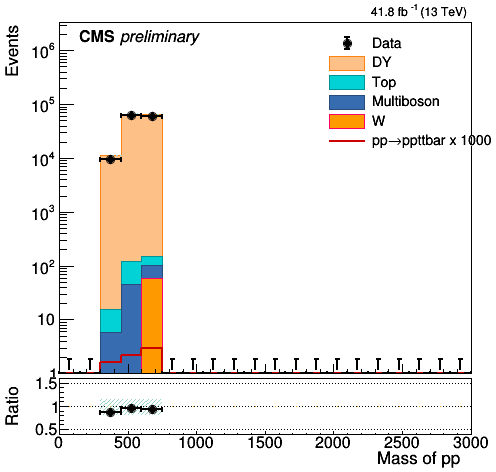 41.8 fb⁻¹ (13 TeV)
CMS preliminary
Events
10⁶
10⁵
10⁴
10³
10²
10
1
Data
DY
Top
Multiboson
W
pp→ppttbar x 1000
Ratio
1.5
1
0.5
0 500 1000 1500 2000 2500 3000
Mass of pp